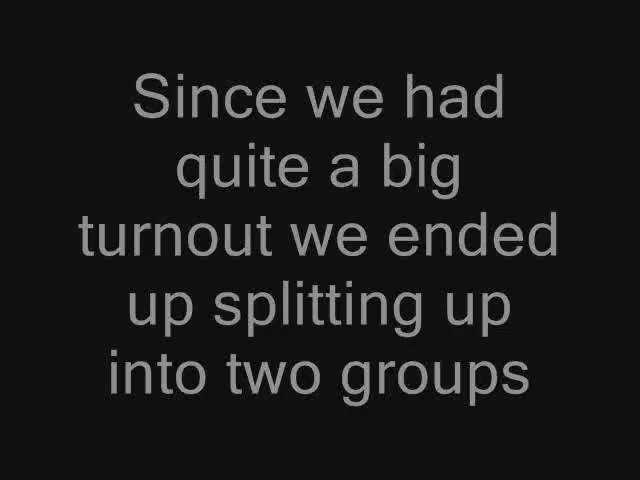 Since we had
quite a big
turnout we ended
up splitting up
into two groups